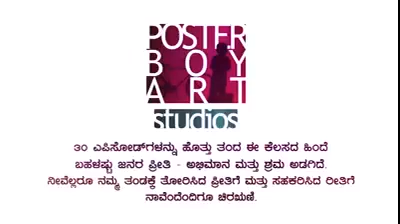 POSTER
BOY
ART
studios
೩೦ ಎಪಿಸೋಡ್‌ಗಳನ್ನು ಹೊತ್ತು ತಂದ ಈ ಕೆಲಸದ ಹಿಂದೆ
ಬಹಳಷ್ಟು ಜನರ ಪ್ರೀತಿ - ಅಭಿಮಾನ ಮತ್ತು ಶ್ರಮ ಅಡಗಿದೆ.
ನೀವೆಲ್ಲರೂ ನಮ್ಮ ತಂಡಕ್ಕೆ ತೋರಿಸಿದ ಪ್ರೀತಿಗೆ ಮತ್ತು ಸಹಕರಿಸಿದ ರೀತಿಗೆ
ನಾವೆಂದೆಂದಿಗೂ ಚಿರಋಣಿ.